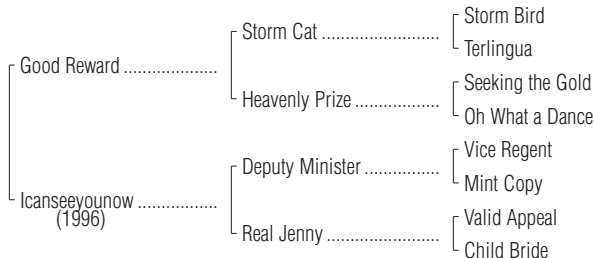 Storm Bird
Storm Cat ........................
Terlingua
Good Reward ....................
Seeking the Gold
Heavenly Prize ..................
Oh What a Dance
Vice Regent
Deputy Minister ................
Mint Copy
Icanseeyounow .................
(1996)
Valid Appeal
Real Jenny ........................
Child Bride